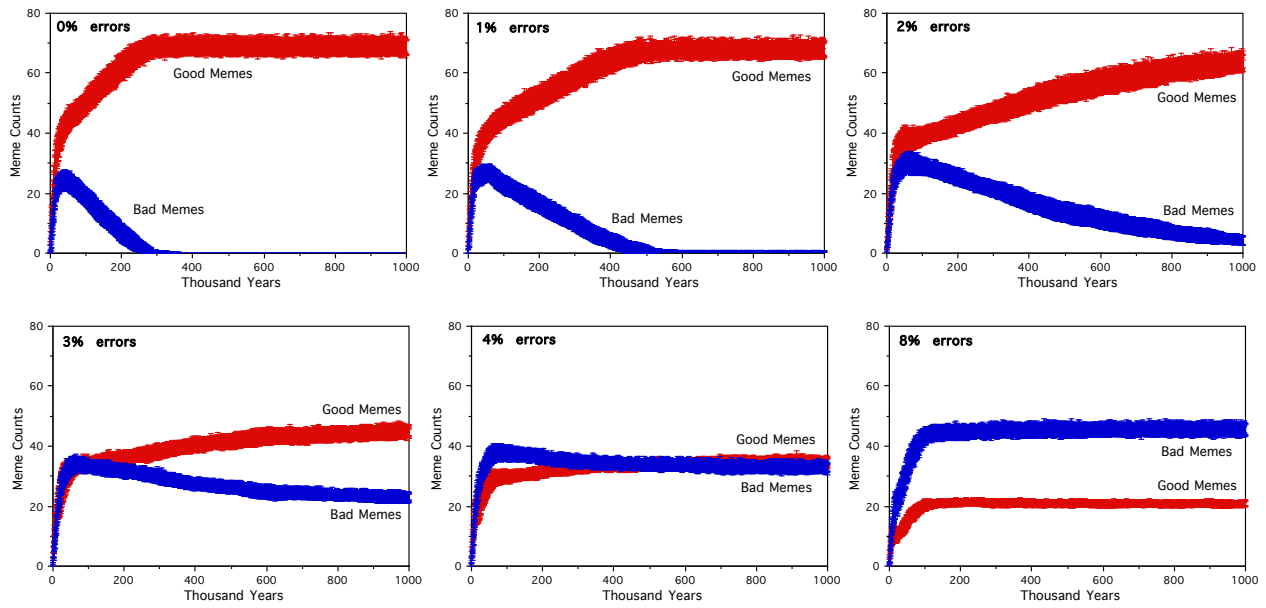 0% errors
80
60
40
20
0
Meme Counts
Good Memes
Bad Memes
0 200 400 600 800 1000
Thousand Years
1% errors
80
60
40
20
0
Meme Counts
Good Memes
Bad Memes
0 200 400 600 800 1000
Thousand Years
2% errors
80
60
40
20
0
Meme Counts
Good Memes
Bad Memes
0 200 400 600 800 1000
Thousand Years
3% errors
80
60
40
20
0
Meme Counts
Good Memes
Bad Memes
0 200 400 600 800 1000
Thousand Years
4% errors
80
60
40
20
0
Meme Counts
Good Memes
Bad Memes
0 200 400 600 800 1000
Thousand Years
8% errors
80
60
40
20
0
Meme Counts
Bad Memes
Good Memes
0 200 400 600 800 1000
Thousand Years